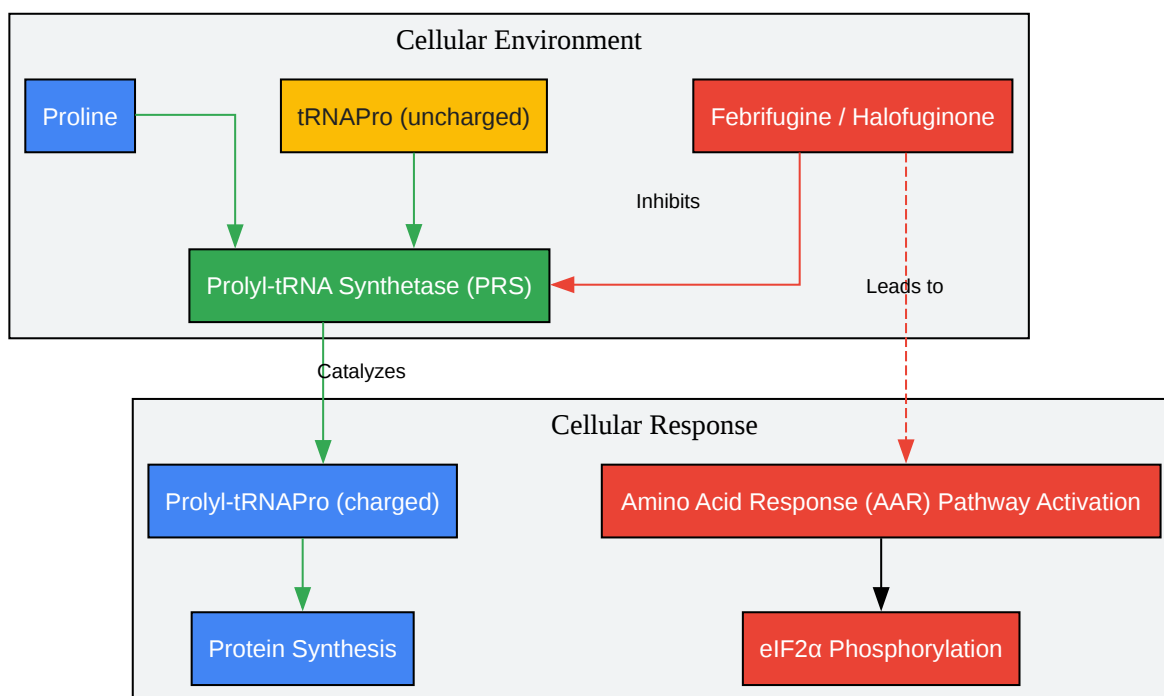 Cellular Environment
Proline
tRNAPro (uncharged)
Febrifugine / Halofuginone
Inhibits
Prolyl-tRNA Synthetase (PRS)
Leads to
Catalyzes
Cellular Response
Prolyl-tRNAPro (charged)
Amino Acid Response (AAR) Pathway Activation
Protein Synthesis
eIF2α Phosphorylation